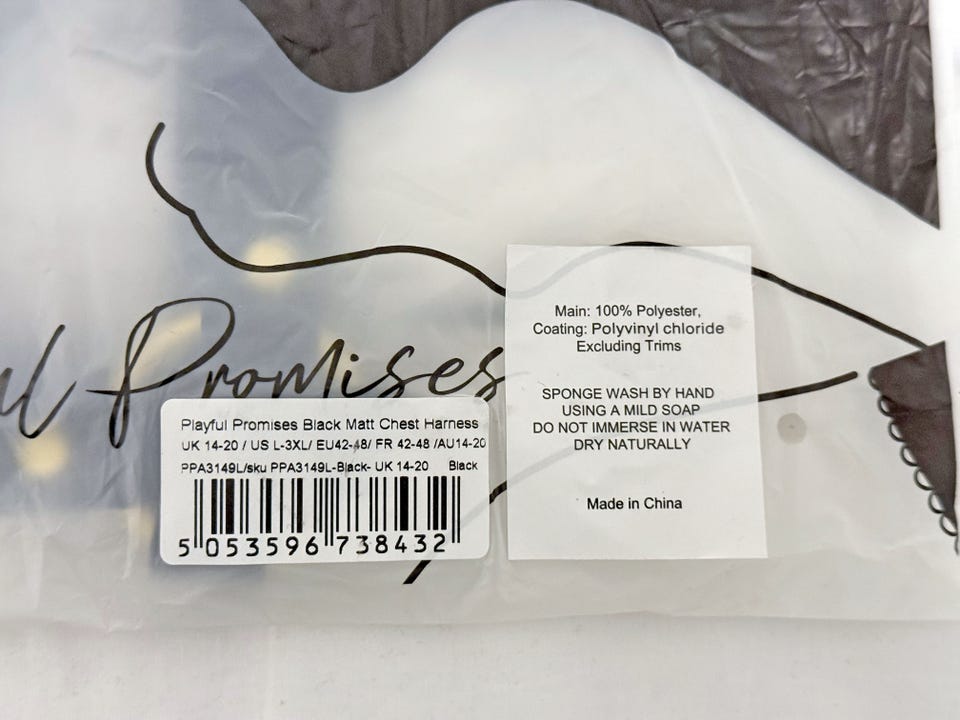 ul Promises
Playful Promises Black Matt Chest Harness
UK 14-20 / US L-3XL/ EU42-48/ FR 42-48 /AU14-20
PPA3149L/sku PPA3149L-Black- UK 14-20 Black
5 053596 738432
Main: 100% Polyester,
Coating: Polyvinyl chloride
Excluding Trims
SPONGE WASH BY HAND
USING A MILD SOAP
DO NOT IMMERSE IN WATER
DRY NATURALLY
Made in China